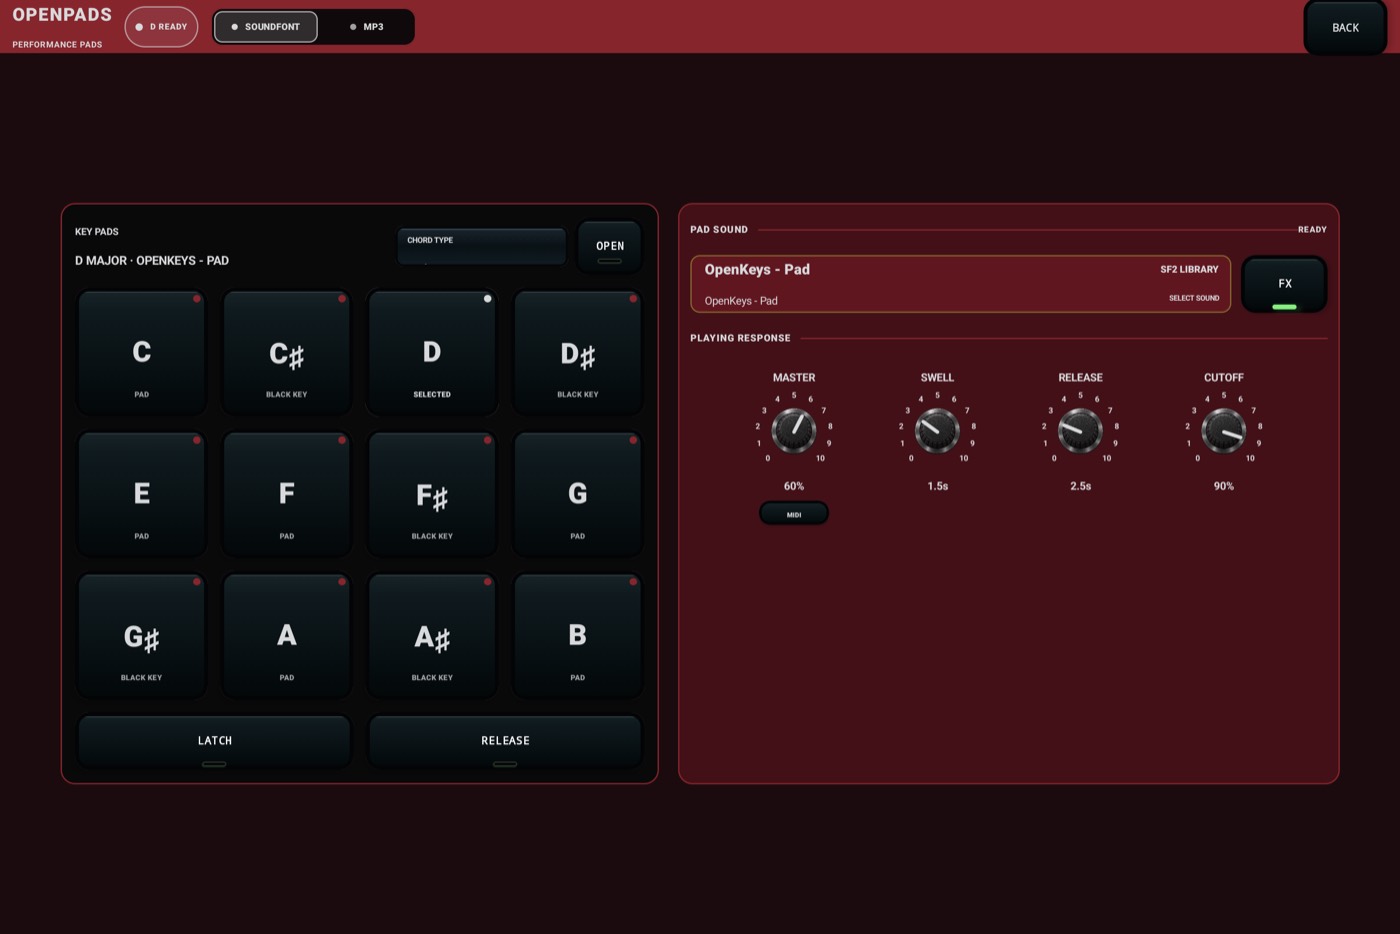 OPENPADS
PERFORMANCE PADS
D READY
SOUNDFONT
MP3
BACK
KEY PADS
D MAJOR · OPENKEYS - PAD
CHORD TYPE
OPEN
C
PAD
C♯
BLACK KEY
D
SELECTED
D♯
BLACK KEY
E
PAD
F
PAD
F♯
BLACK KEY
G
PAD
G♯
BLACK KEY
A
PAD
A♯
BLACK KEY
B
PAD
LATCH
RELEASE
PAD SOUND
READY
OpenKeys - Pad
SF2 LIBRARY
OpenKeys - Pad
SELECT SOUND
FX
PLAYING RESPONSE
MASTER
0 1 2 3 4 5 6 7 8 9 10
60%
MIDI
SWELL
0 1 2 3 4 5 6 7 8 9 10
1.5s
RELEASE
0 1 2 3 4 5 6 7 8 9 10
2.5s
CUTOFF
0 1 2 3 4 5 6 7 8 9 10
90%